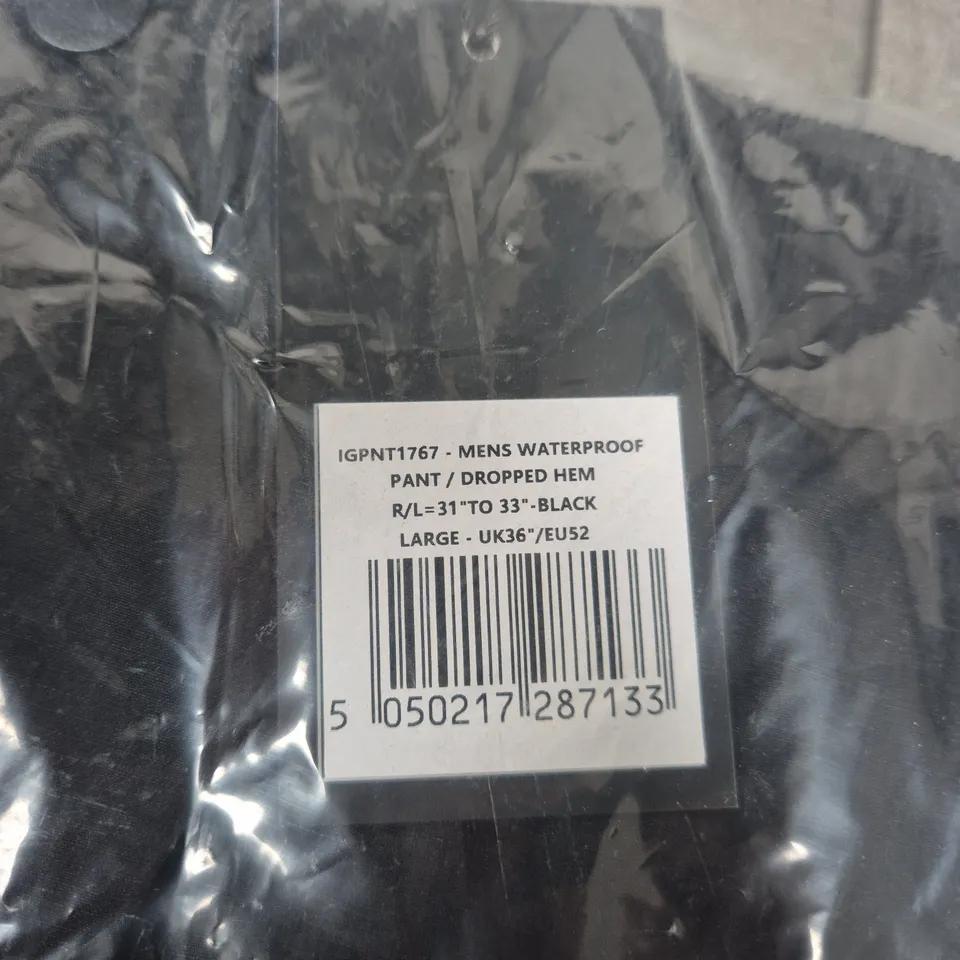 IGPNT1767 - MENS WATERPROOF
PANT / DROPPED HEM
R/L=31"TO 33"-BLACK
LARGE - UK36"/EU52
5 050217 287133